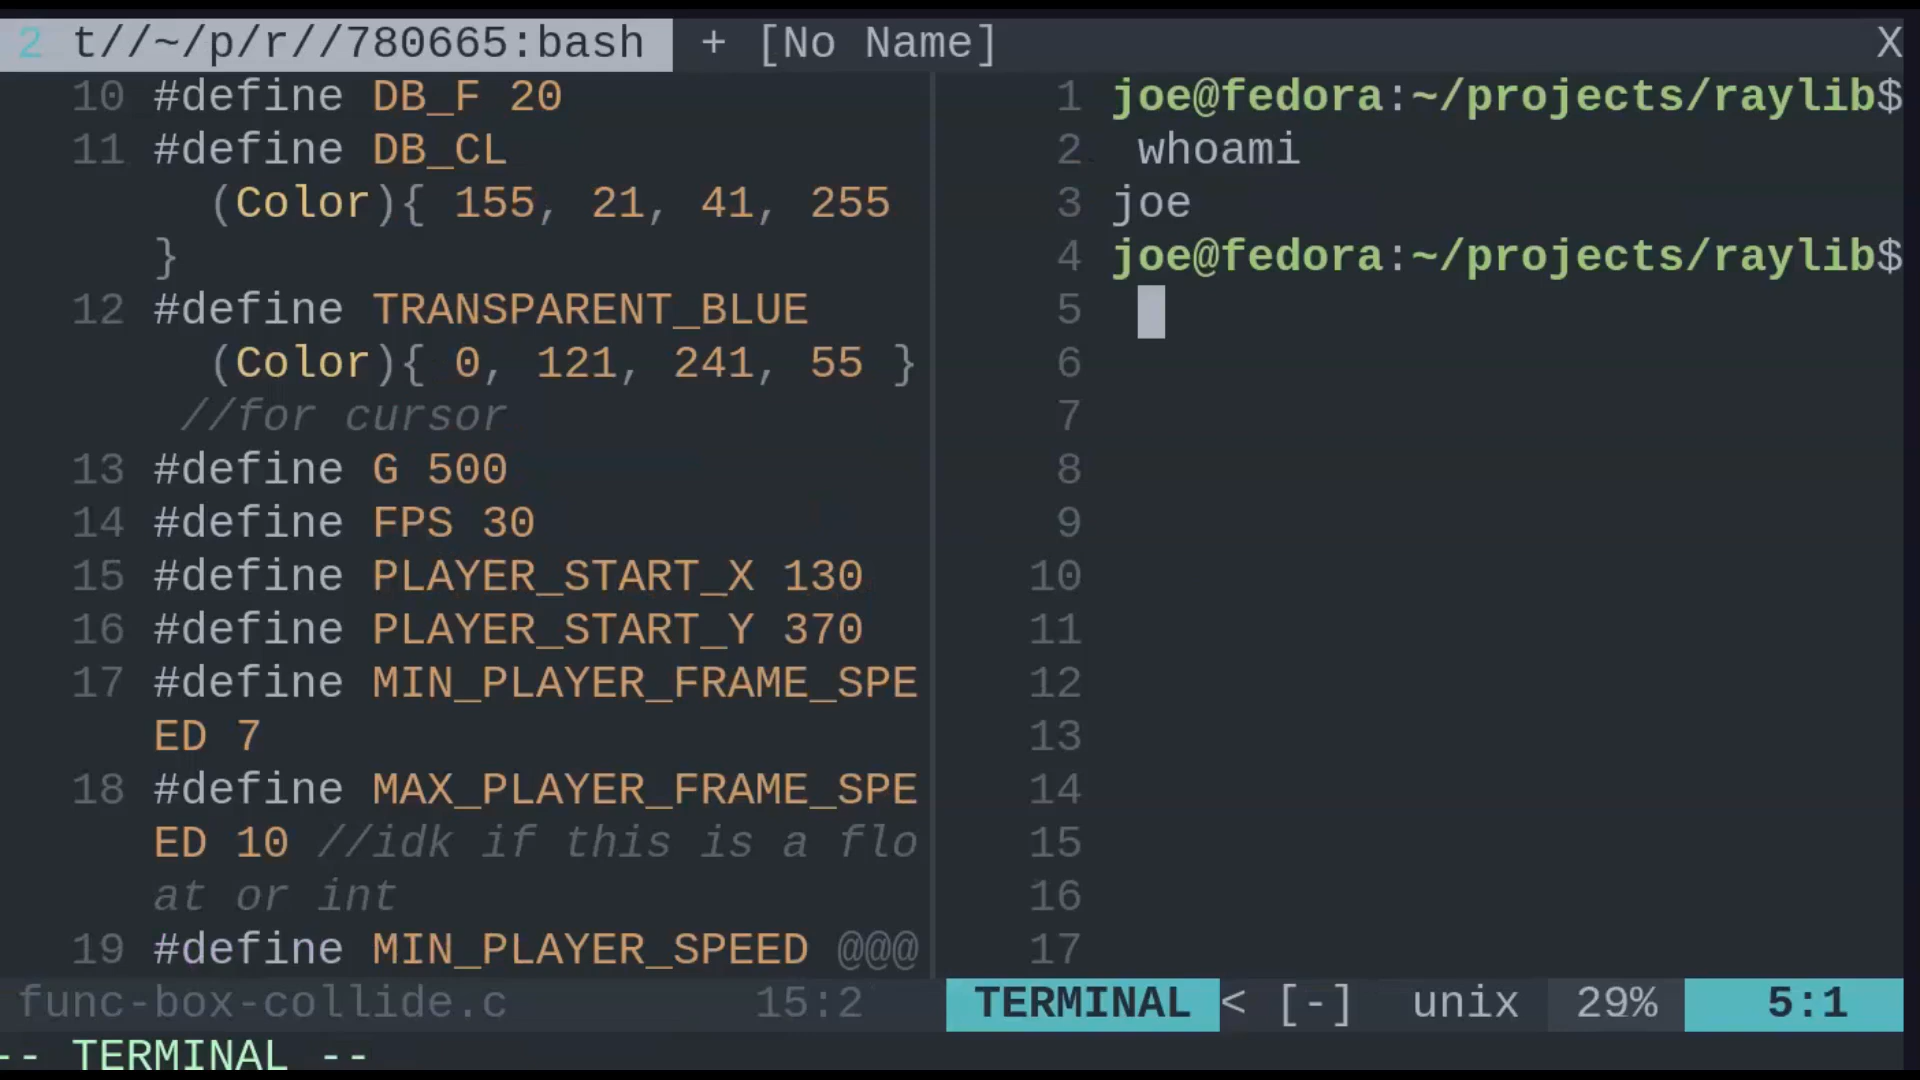 2 t//~/p/r//780665:bash + [No Name] X
10 #define DB_F 20
11 #define DB_CL
(Color){ 155, 21, 41, 255
}
12 #define TRANSPARENT_BLUE
(Color){ 0, 121, 241, 55 }
//for cursor
13 #define G 500
14 #define FPS 30
15 #define PLAYER_START_X 130
16 #define PLAYER_START_Y 370
17 #define MIN_PLAYER_FRAME_SPE
ED 7
18 #define MAX_PLAYER_FRAME_SPE
ED 10 //idk if this is a flo
at or int
19 #define MIN_PLAYER_SPEED @@@
func-box-collide.c 15:2
1 joe@fedora:~/projects/raylib$
2 whoami
3 joe
4 joe@fedora:~/projects/raylib$
5
6
7
8
9
10
11
12
13
14
15
16
17
TERMINAL < [-] unix 29% 5:1
-- TERMINAL --